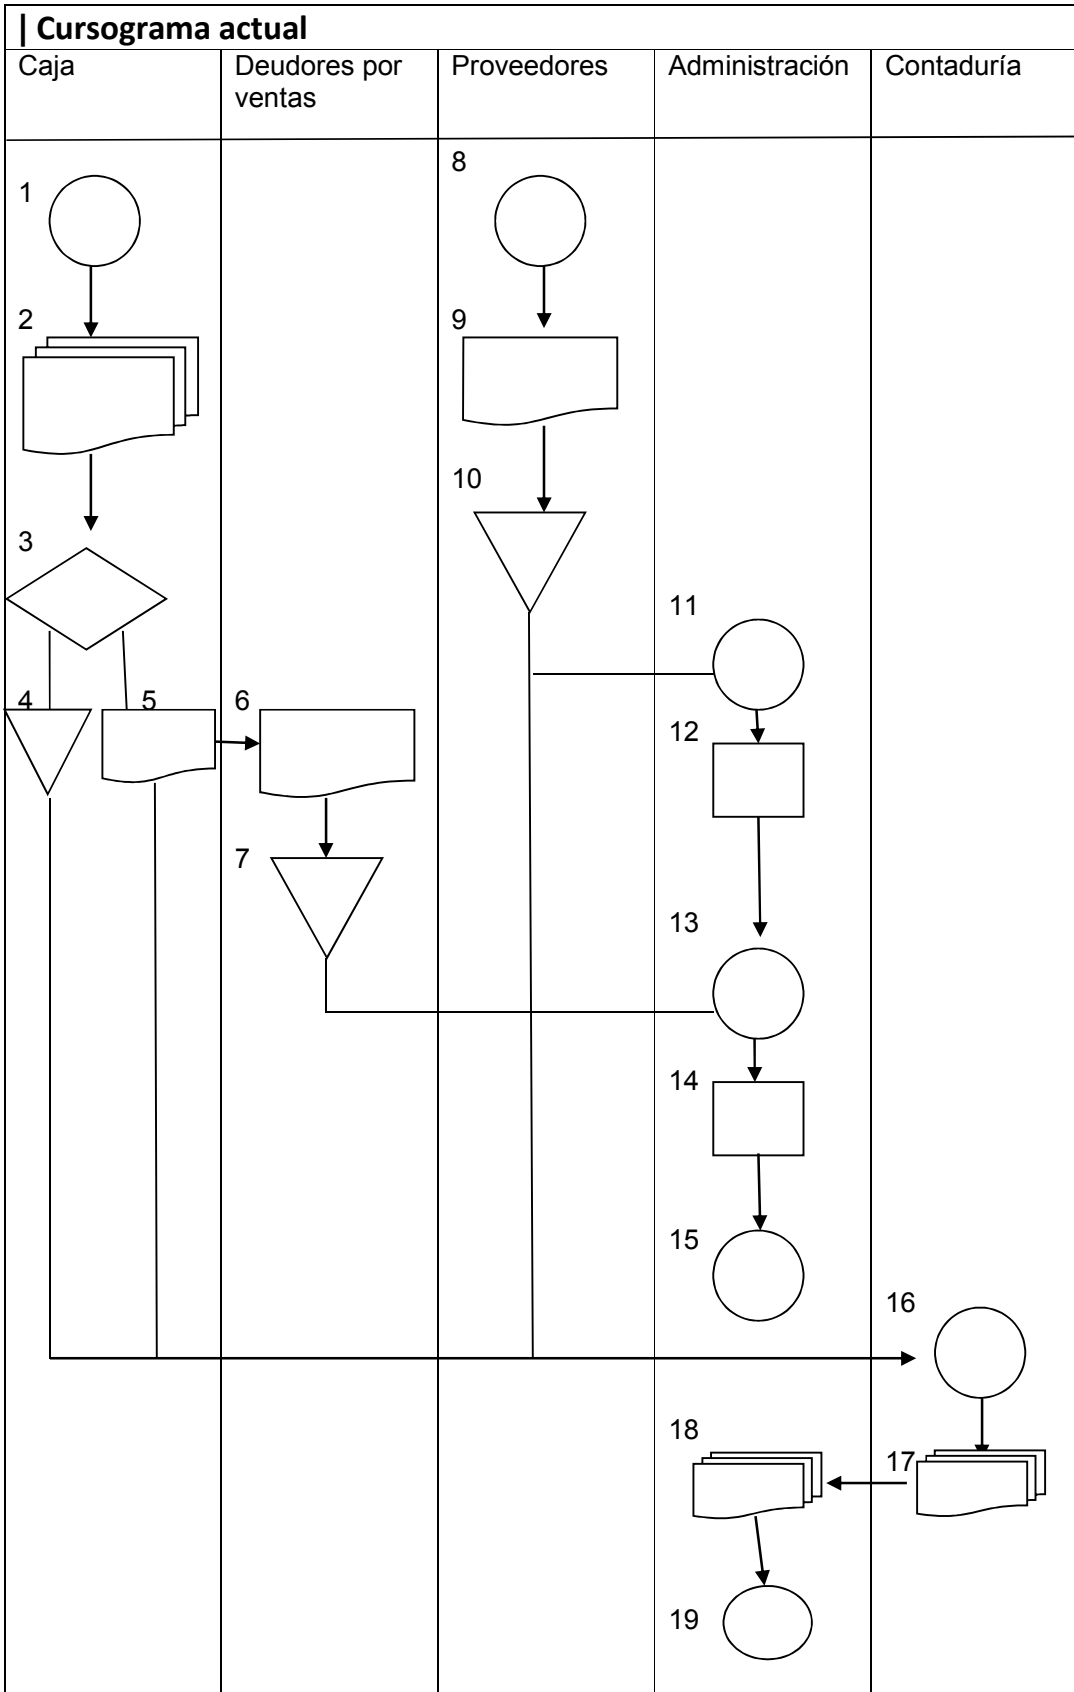 | Cursograma actual
Caja
Deudores por
ventas
Proveedores
Administración
Contaduría
1
2
3
4
5
6
7
8
9
10
11
12
13
14
15
16
17
18
19